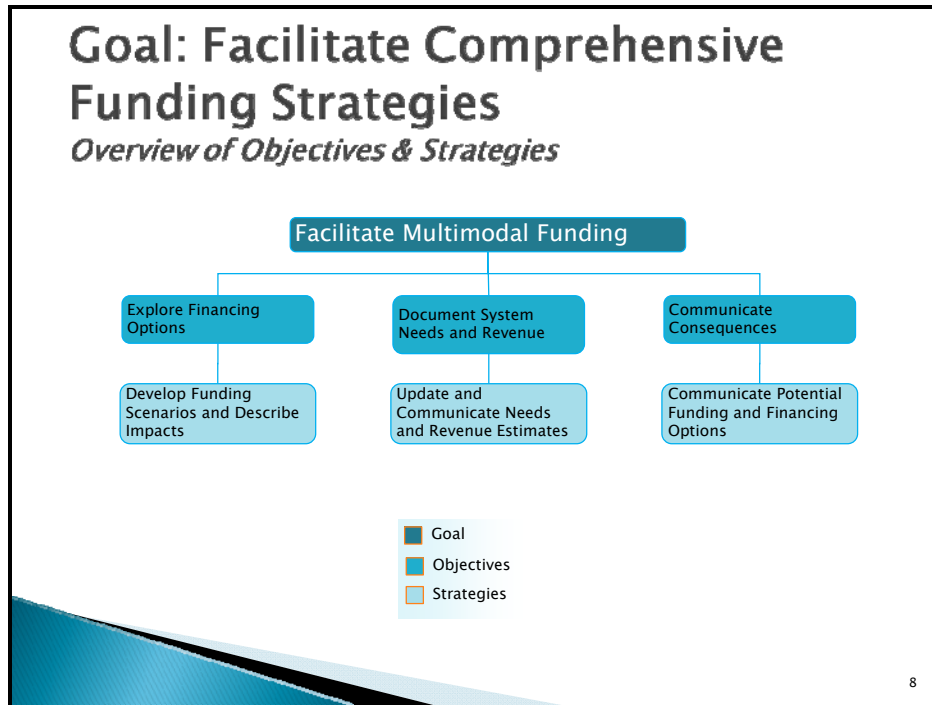 Goal: Facilitate Comprehensive
Funding Strategies
Overview of Objectives & Strategies
Facilitate Multimodal Funding
Explore Financing
Options
Document System
Needs and Revenue
Communicate
Consequences
Develop Funding
Scenarios and Describe
Impacts
Update and
Communicate Needs
and Revenue Estimates
Communicate Potential
Funding and Financing
Options
Goal
Objectives
Strategies
8